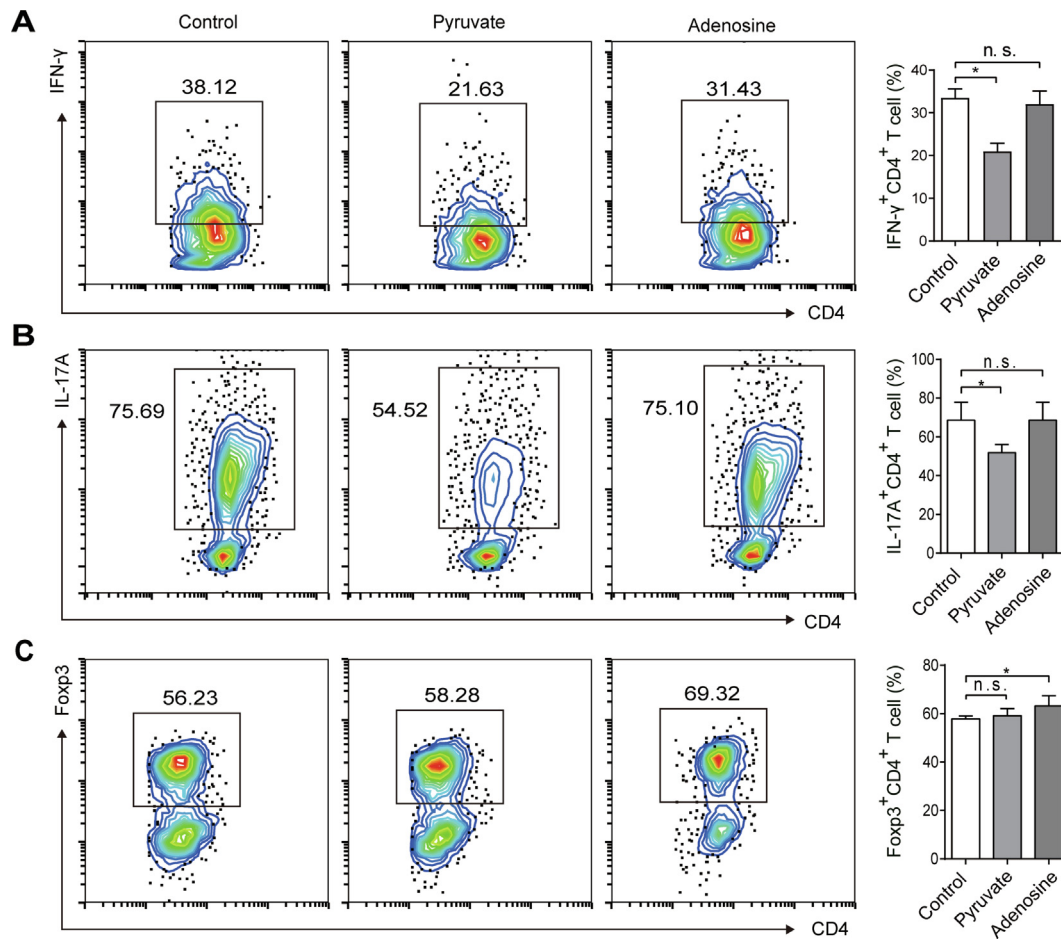 A
Control
Pyruvate
Adenosine
IFN-γ
38.12
21.63
31.43
CD4
IFN-γ⁺CD4⁺ T cell (%)
40
30
20
10
0
n. s.
*
Control
Pyruvate
Adenosine
B
IL-17A
75.69
54.52
75.10
CD4
IL-17A⁺CD4⁺ T cell (%)
100
80
60
40
20
0
n.s.
*
Control
Pyruvate
Adenosine
C
Foxp3
56.23
58.28
69.32
CD4
Foxp3⁺CD4⁺ T cell (%)
80
60
40
20
0
*
n.s.
Control
Pyruvate
Adenosine